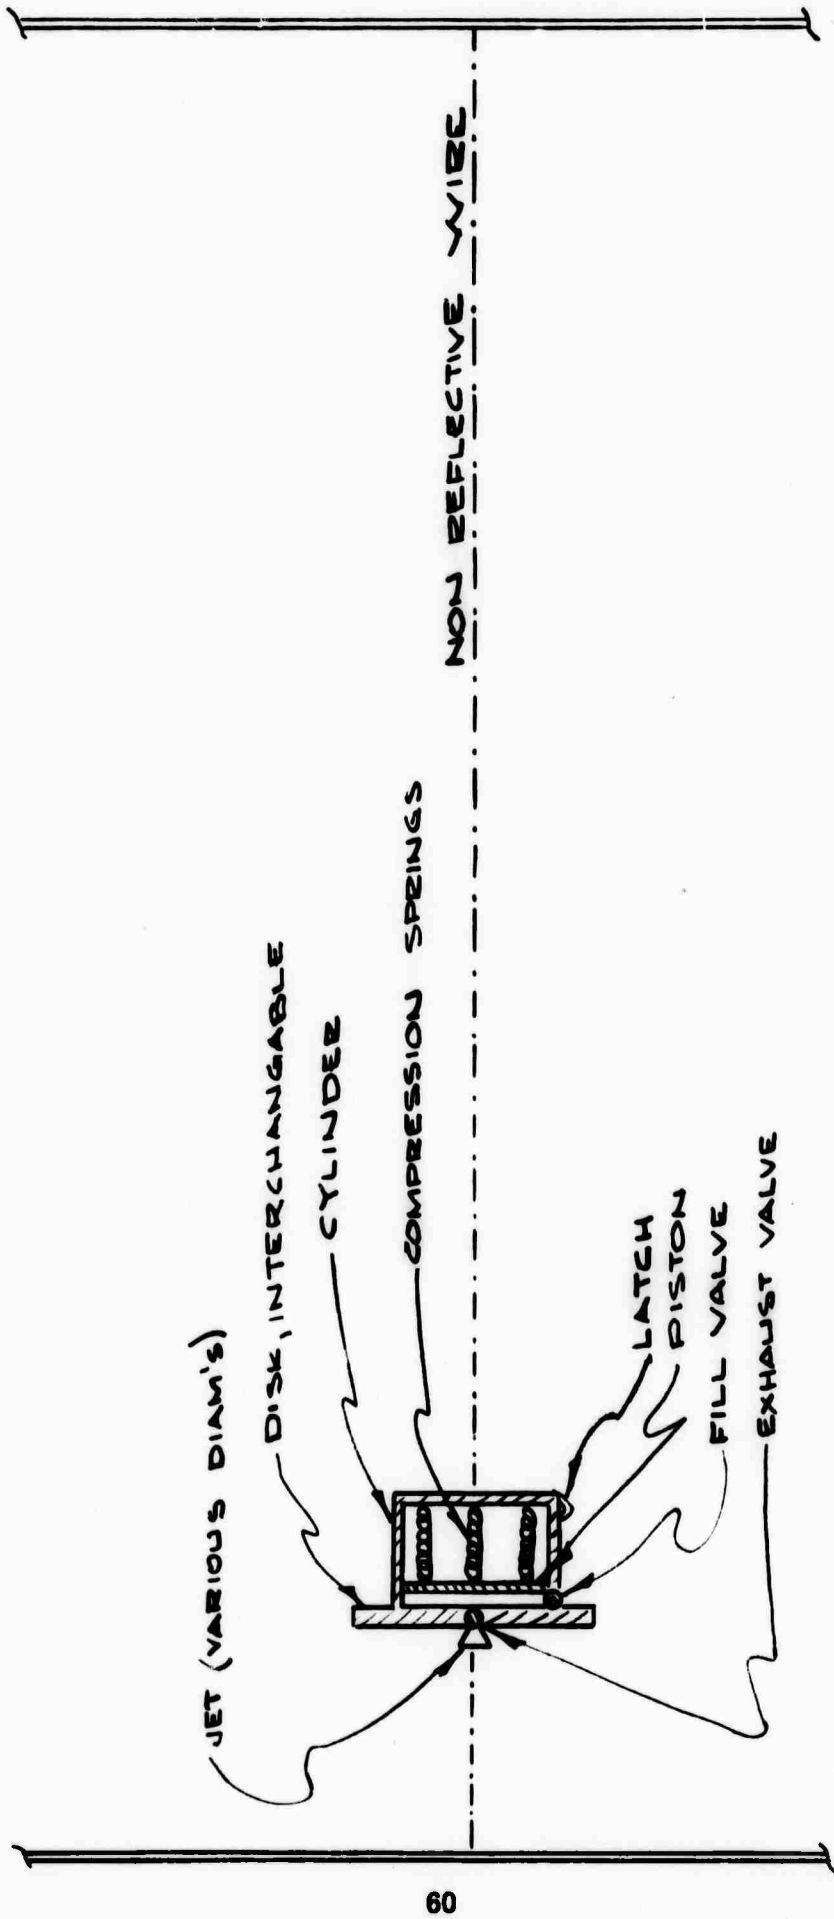 JET (VARIOUS DIAM'S)
DISK, INTERCHANGABLE
CYLINDER
COMPRESSION SPRINGS
NON REFLECTIVE WIRE
LATCH
PISTON
FILL VALVE
EXHAUST VALVE
60